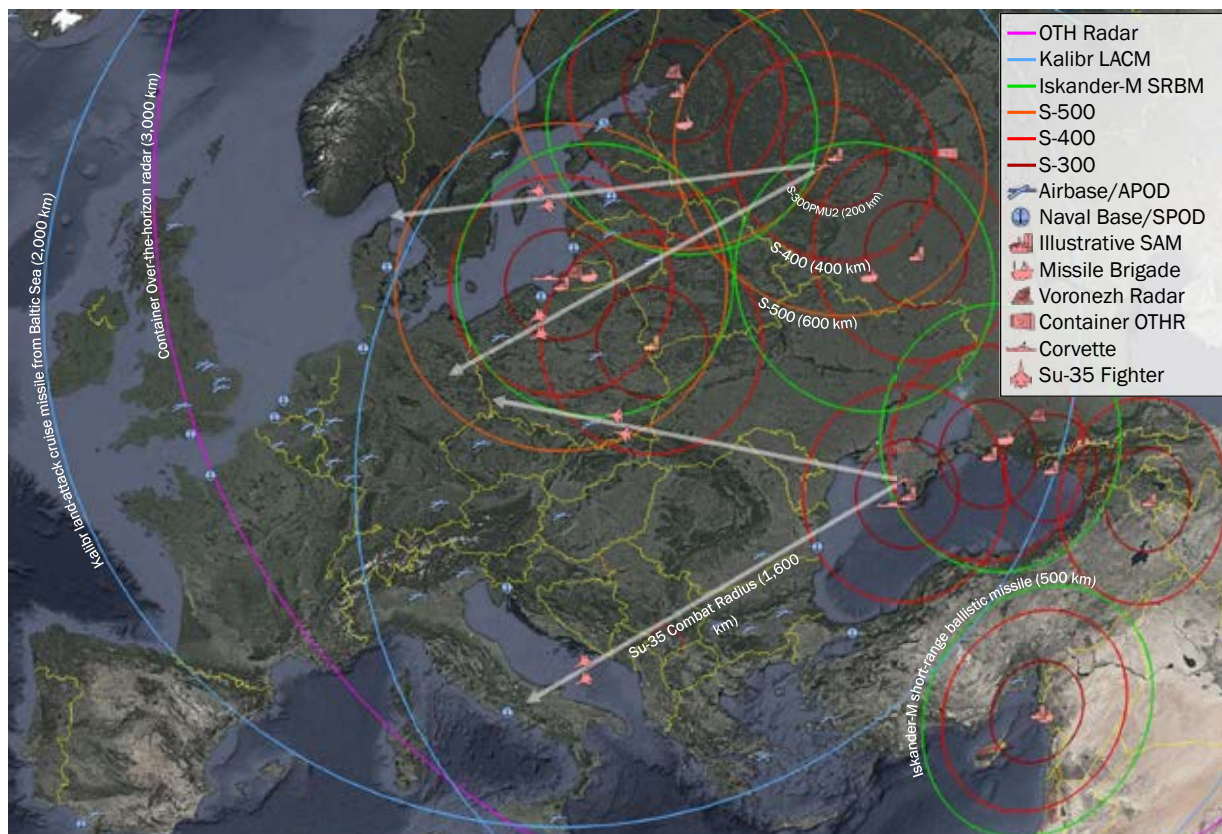 OTH Radar
Kalibr LACM
Iskander-M SRBM
S-500
S-400
S-300
Airbase/APOD
Naval Base/SPOD
Illustrative SAM
Missile Brigade
Voronezh Radar
Container OTHR
Corvette
Su-35 Fighter
Kalibr land-attack cruise missile from Baltic Sea (2,000 km)
Container Over-the-horizon radar (3,000 km)
S-300PMU2 (200 km)
S-400 (400 km)
S-500 (600 km)
Su-35 Combat Radius (1,600
km)
Iskander-M short-range ballistic missile (500 km)